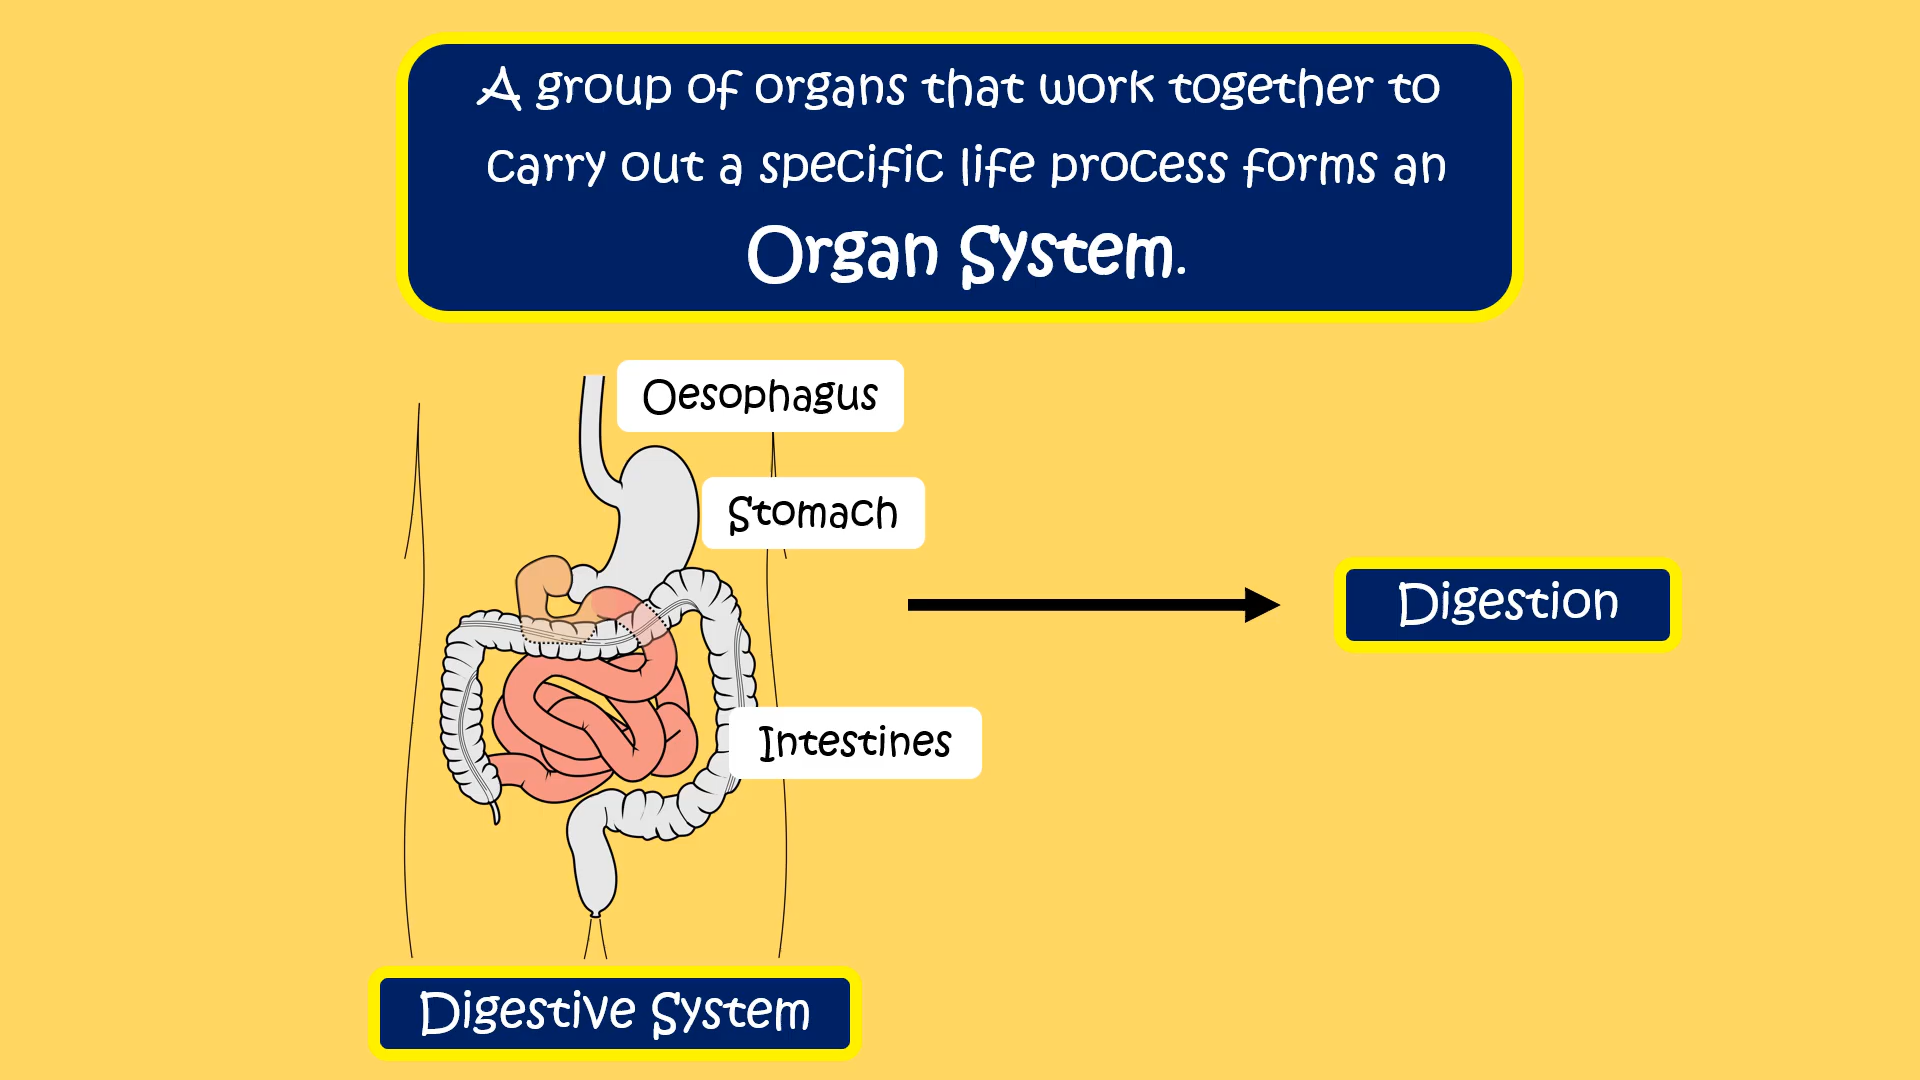 A group of organs that work together to
carry out a specific life process forms an
Organ System.
Oesophagus
Stomach
Digestion
Intestines
Digestive System